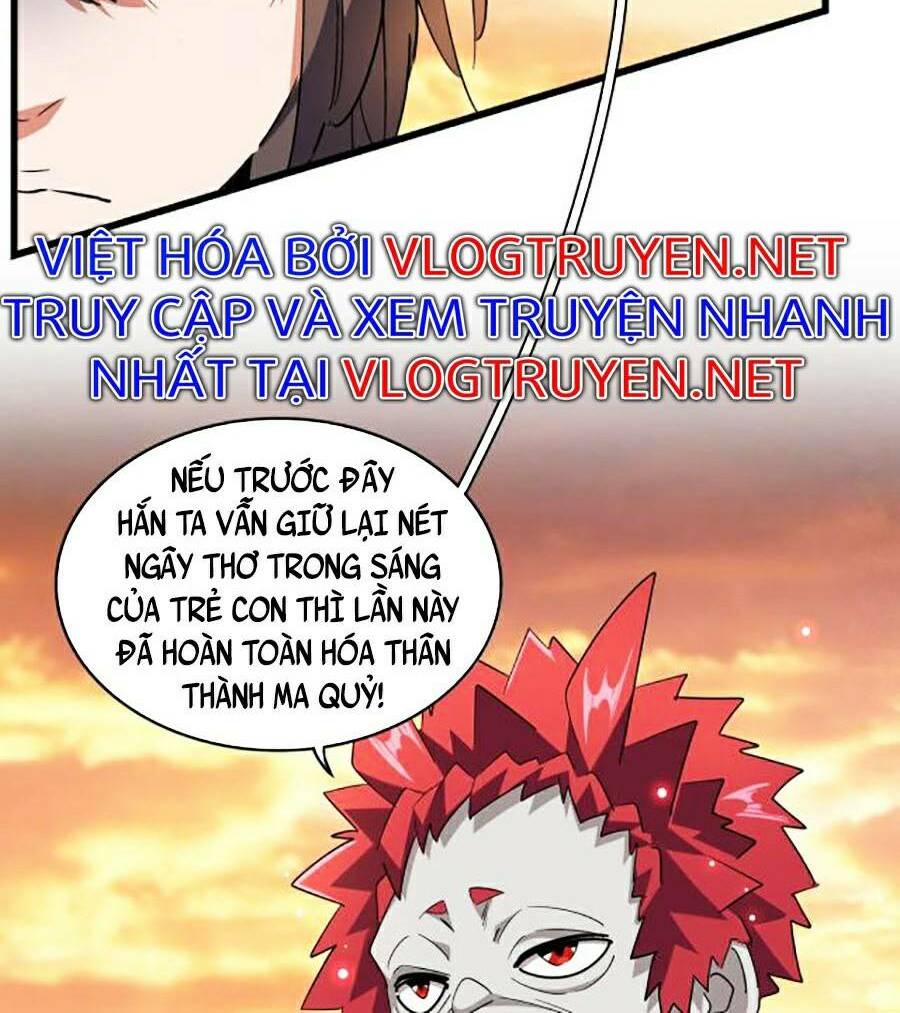 VIỆT HÓA BỞI VLOGTRUYEN.NET
TRUY CẬP VÀ XEM TRUYỆN NHANH
NHẤT TẠI VLOGTRUYEN.NET
NẾU TRƯỚC ĐÂY
HẮN TA VẪN GIỮ LẠI NÉT
NGÂY THƠ TRONG SÁNG
CỦA TRẺ CON THÌ LẦN NÀY
ĐÃ HOÀN TOÀN HÓA THÂN
THÀNH MA QUỶ!